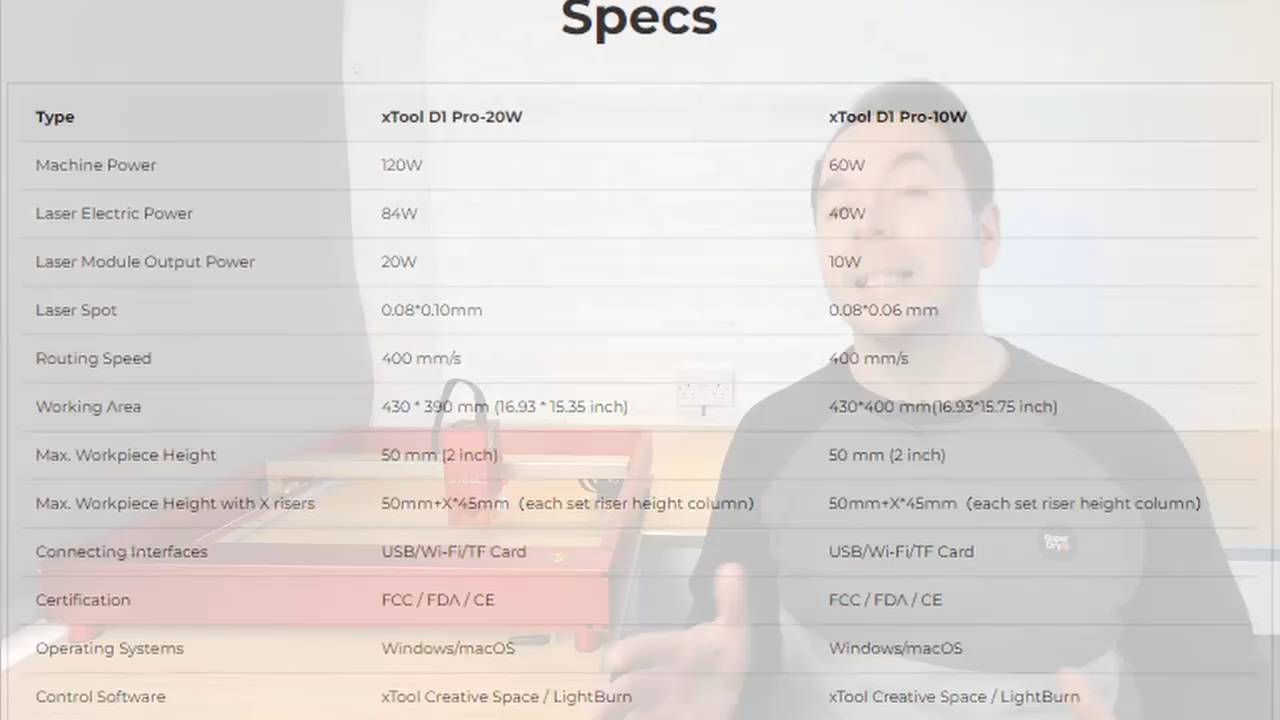 Specs
Type xTool D1 Pro-20W xTool D1 Pro-10W
Machine Power 120W 60W
Laser Electric Power 84W 40W
Laser Module Output Power 20W 10W
Laser Spot 0.08*0.10mm 0.08*0.06 mm
Routing Speed 400 mm/s 400 mm/s
Working Area 430 * 390 mm (16.93 * 15.35 inch) 430*400 mm(16.93*15.75 inch)
Max. Workpiece Height 50 mm (2 inch) 50 mm (2 inch)
Max. Workpiece Height with X risers 50mm+X*45mm (each set riser height column) 50mm+X*45mm (each set riser height column)
Connecting Interfaces USB/Wi-Fi/TF Card USB/Wi-Fi/TF Card
Certification FCC / FDA / CE FCC / FDA / CE
Operating Systems Windows/macOS Windows/macOS
Control Software xTool Creative Space / LightBurn xTool Creative Space / LightBurn
Super
Dry